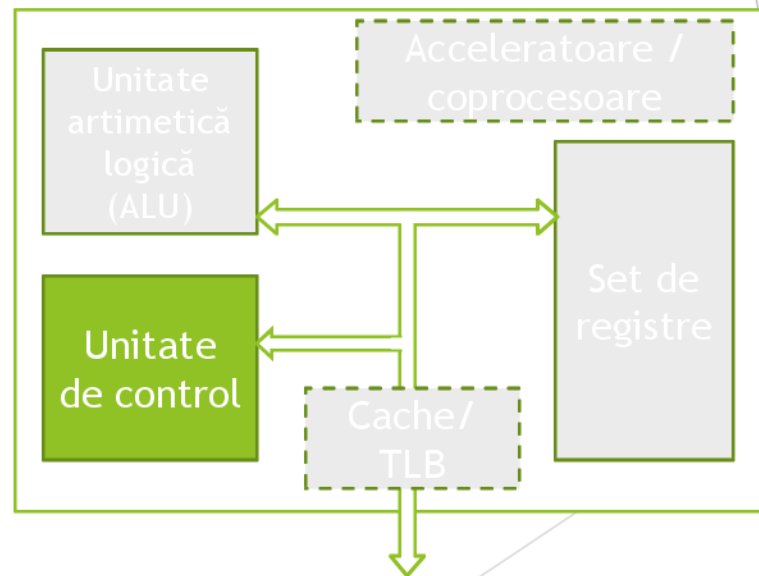 Unitate
artimetică
logică
(ALU)
Acceleratoare /
coprocesoare
Set de
registre
Unitate
de control
Cache/
TLB